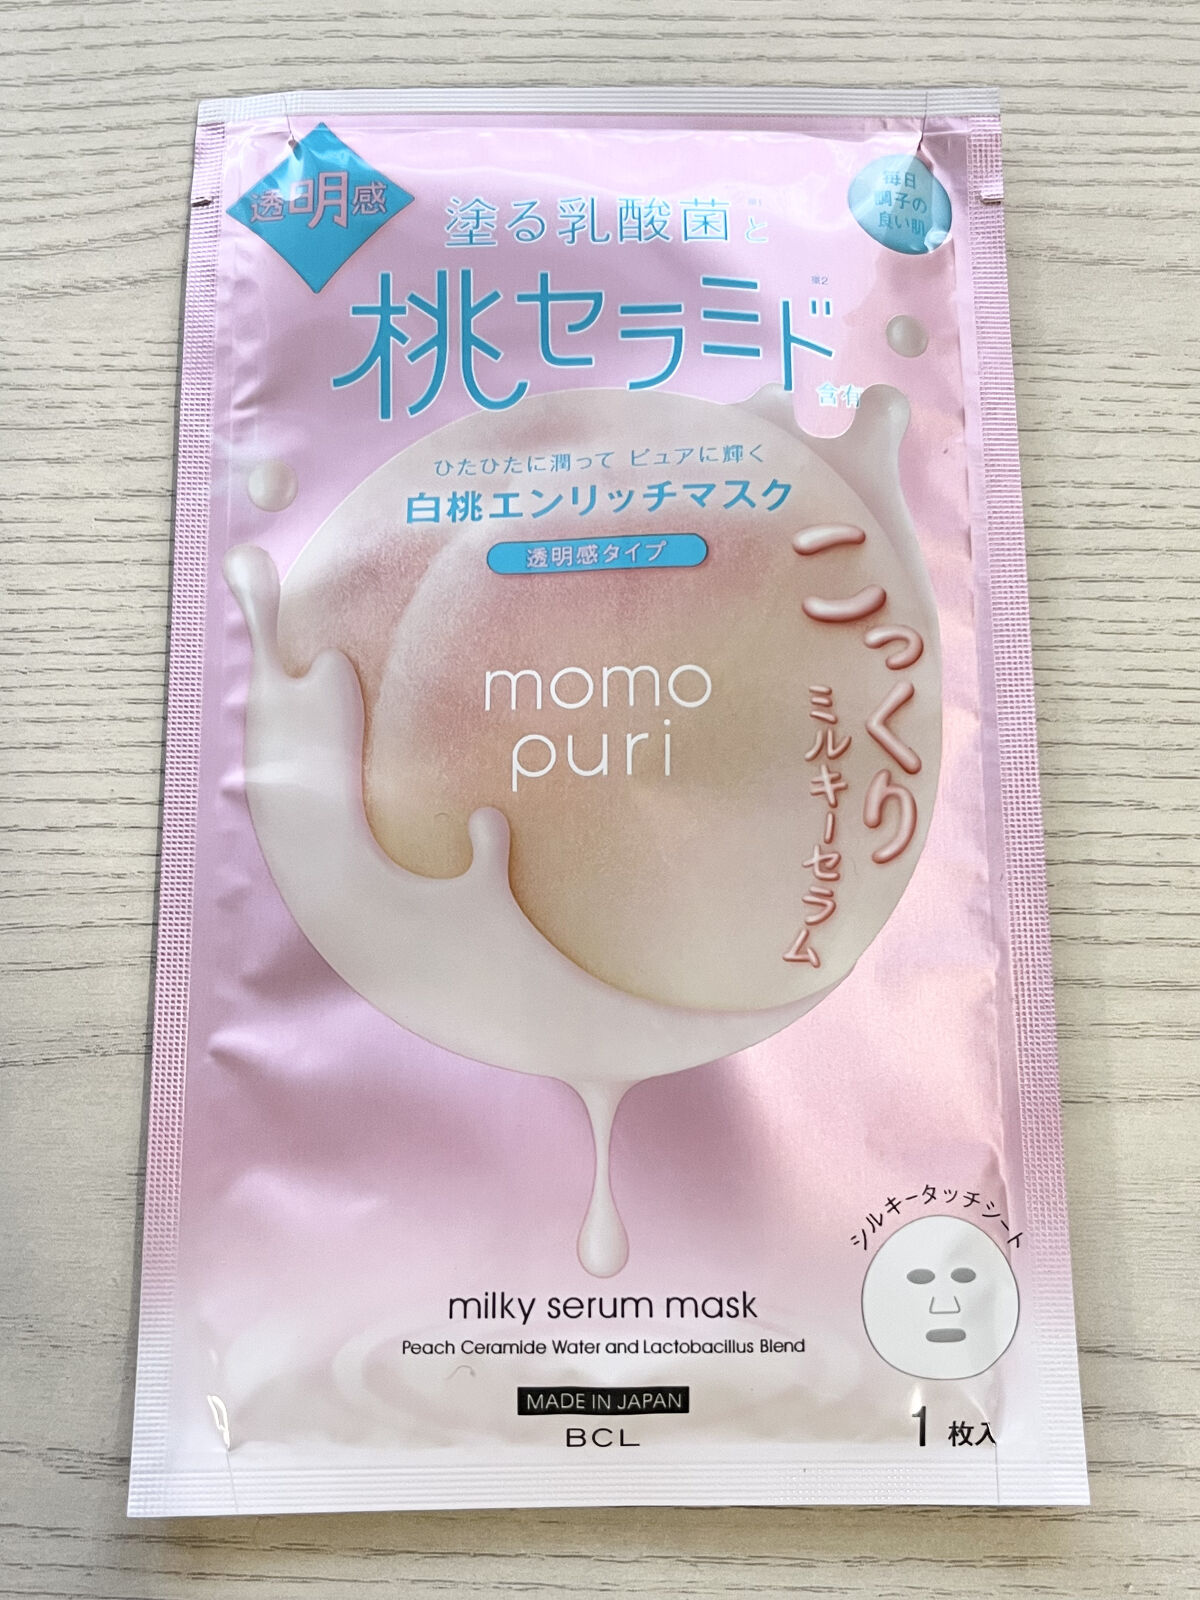 透明感
毎日
調子の
良い肌
塗る乳酸菌※1と
桃セラミド※2
含有
ひたひたに潤って ピュアに輝く
白桃エンリッチマスク
透明感タイプ
こっくり
ミルキーセラム
momo
puri
シルキータッチシート
milky serum mask
Peach Ceramide Water and Lactobacillus Blend
MADE IN JAPAN
BCL
1枚入